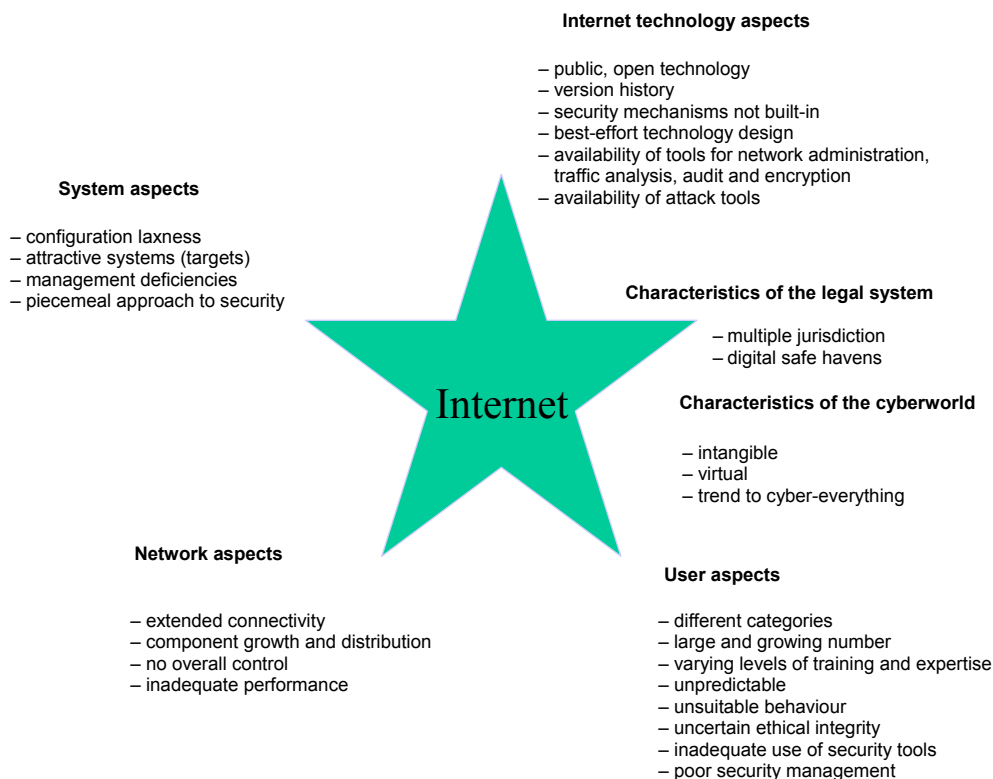 Internet technology aspects
– public, open technology
– version history
– security mechanisms not built-in
– best-effort technology design
– availability of tools for network administration,
traffic analysis, audit and encryption
– availability of attack tools
System aspects
– configuration laxness
– attractive systems (targets)
– management deficiencies
– piecemeal approach to security
Characteristics of the legal system
– multiple jurisdiction
– digital safe havens
Internet
Characteristics of the cyberworld
– intangible
– virtual
– trend to cyber-everything
Network aspects
– extended connectivity
– component growth and distribution
– no overall control
– inadequate performance
User aspects
– different categories
– large and growing number
– varying levels of training and expertise
– unpredictable
– unsuitable behaviour
– uncertain ethical integrity
– inadequate use of security tools
– poor security management